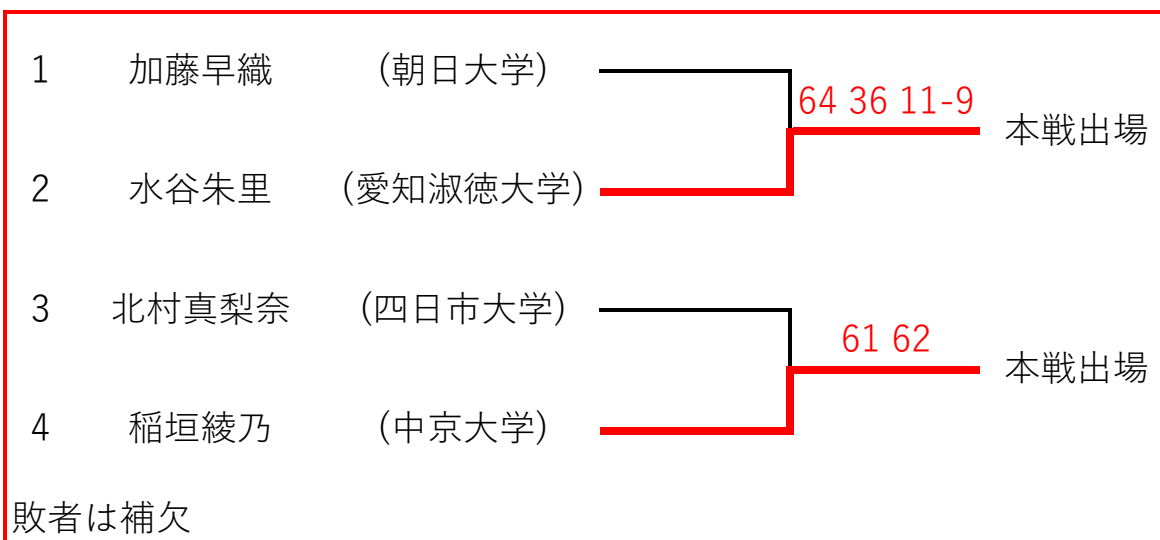 1 加藤早織 (朝日大学)
64 36 11-9
本戦出場
2 水谷朱里 (愛知淑徳大学)
3 北村真梨奈 (四日市大学)
61 62
本戦出場
4 稲垣綾乃 (中京大学)
敗者は補欠